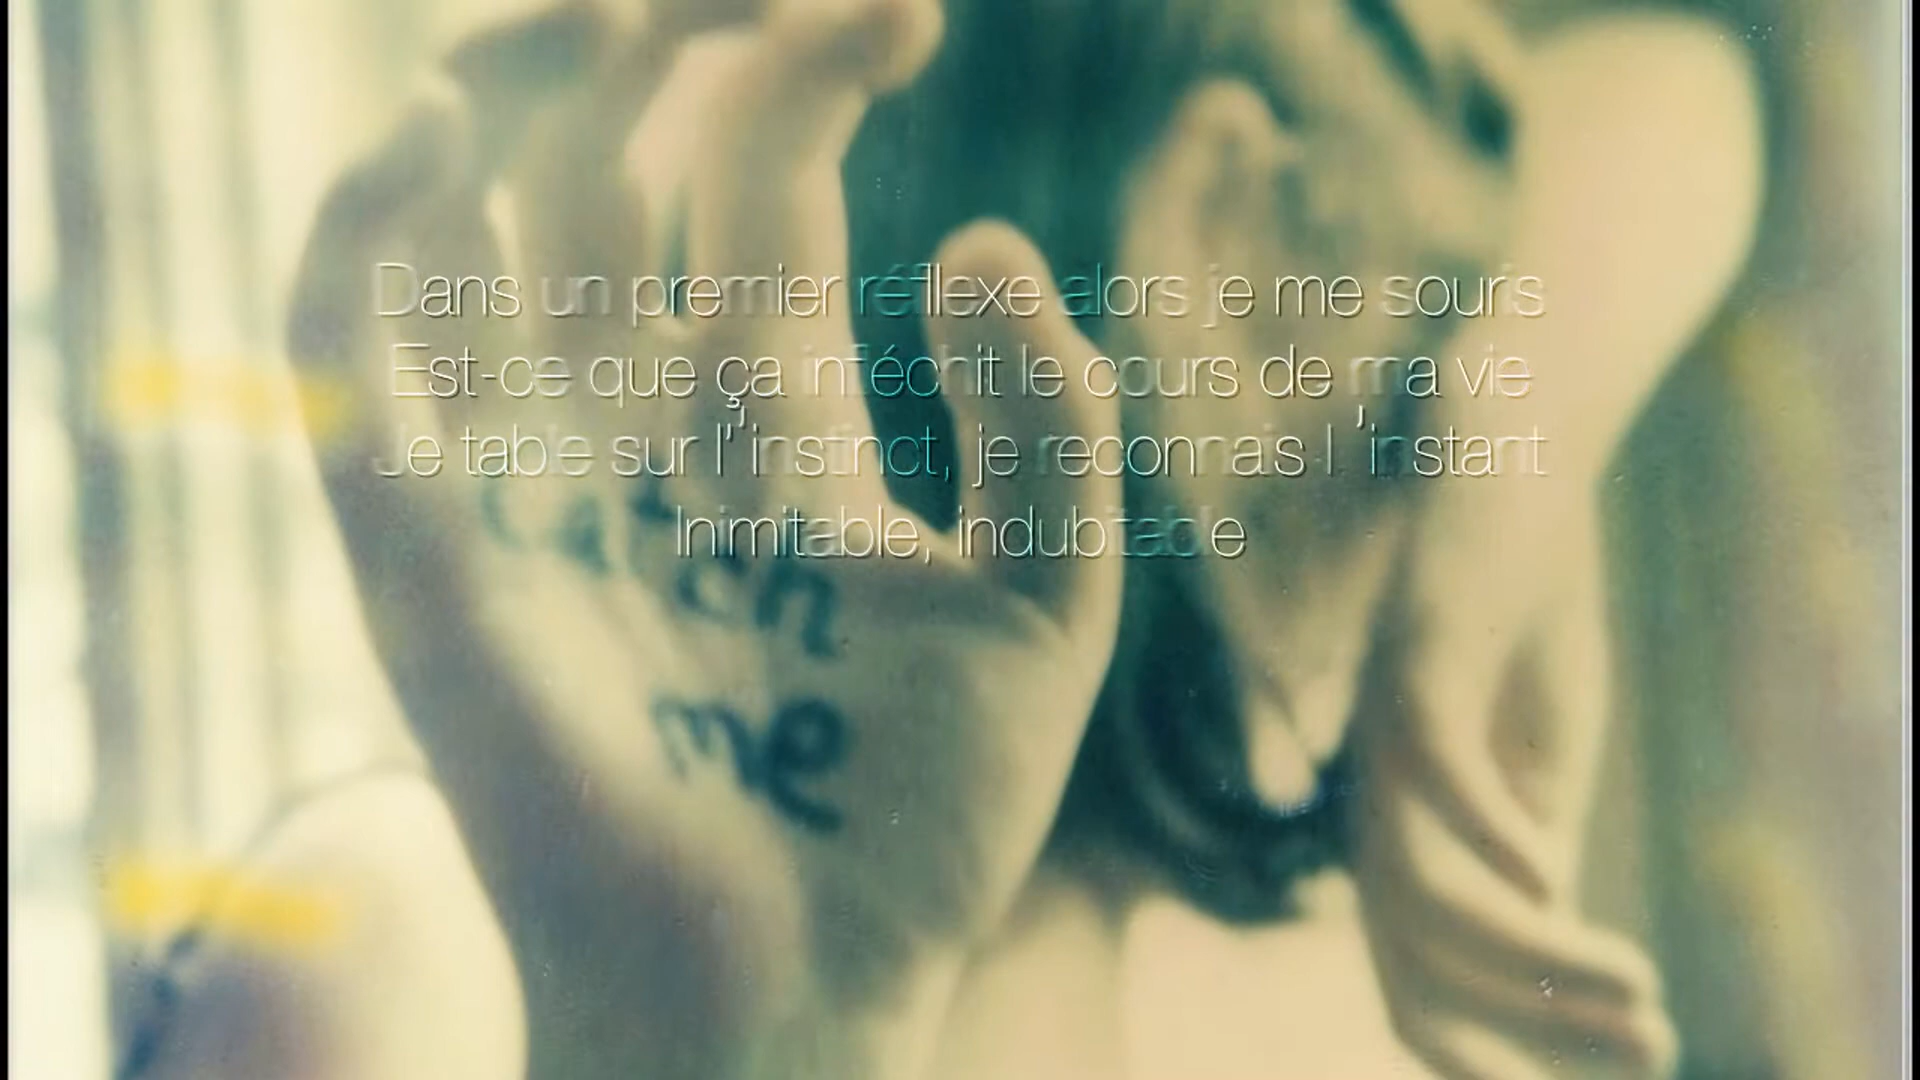 Dans un premier réflexe alors je me souris
Est-ce que ça infléchit le cours de ma vie
Je table sur l'instinct, je reconnais l'instant
Inimitable, indubitable